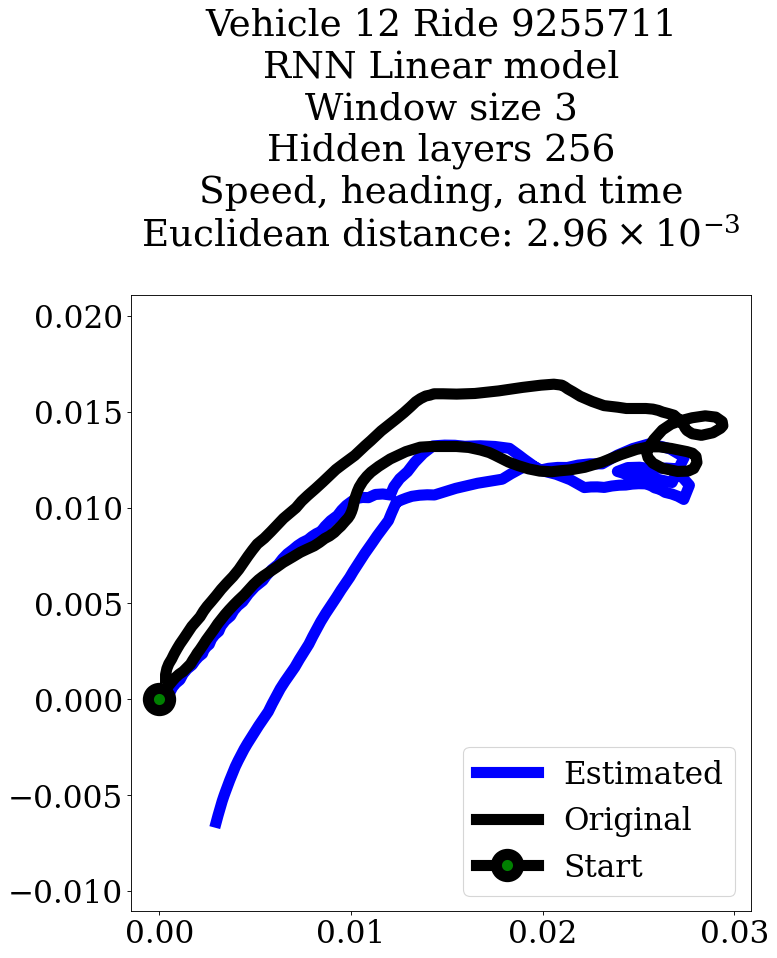 Vehicle 12 Ride 9255711
RNN Linear model
Window size 3
Hidden layers 256
Speed, heading, and time
Euclidean distance: 2.96 × 10⁻³
0.020
0.015
0.010
0.005
0.000
−0.005
−0.010
Estimated
Original
Start
0.00 0.01 0.02 0.03